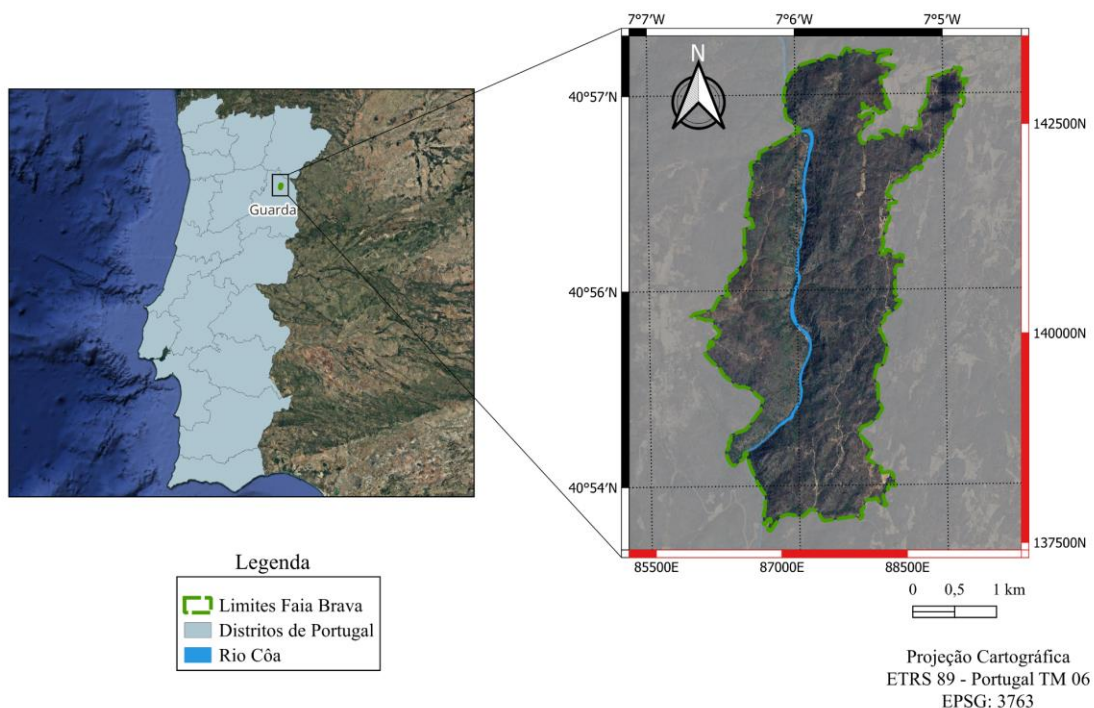 7°7'W
7°6'W
7°5'W
N
40°57'N
142500N
Guarda
40°56'N
140000N
40°54'N
137500N
85500E
87000E
88500E
Legenda
Limites Faia Brava
Distritos de Portugal
Rio Côa
0 0,5 1 km
Projeção Cartográfica
ETRS 89 - Portugal TM 06
EPSG: 3763